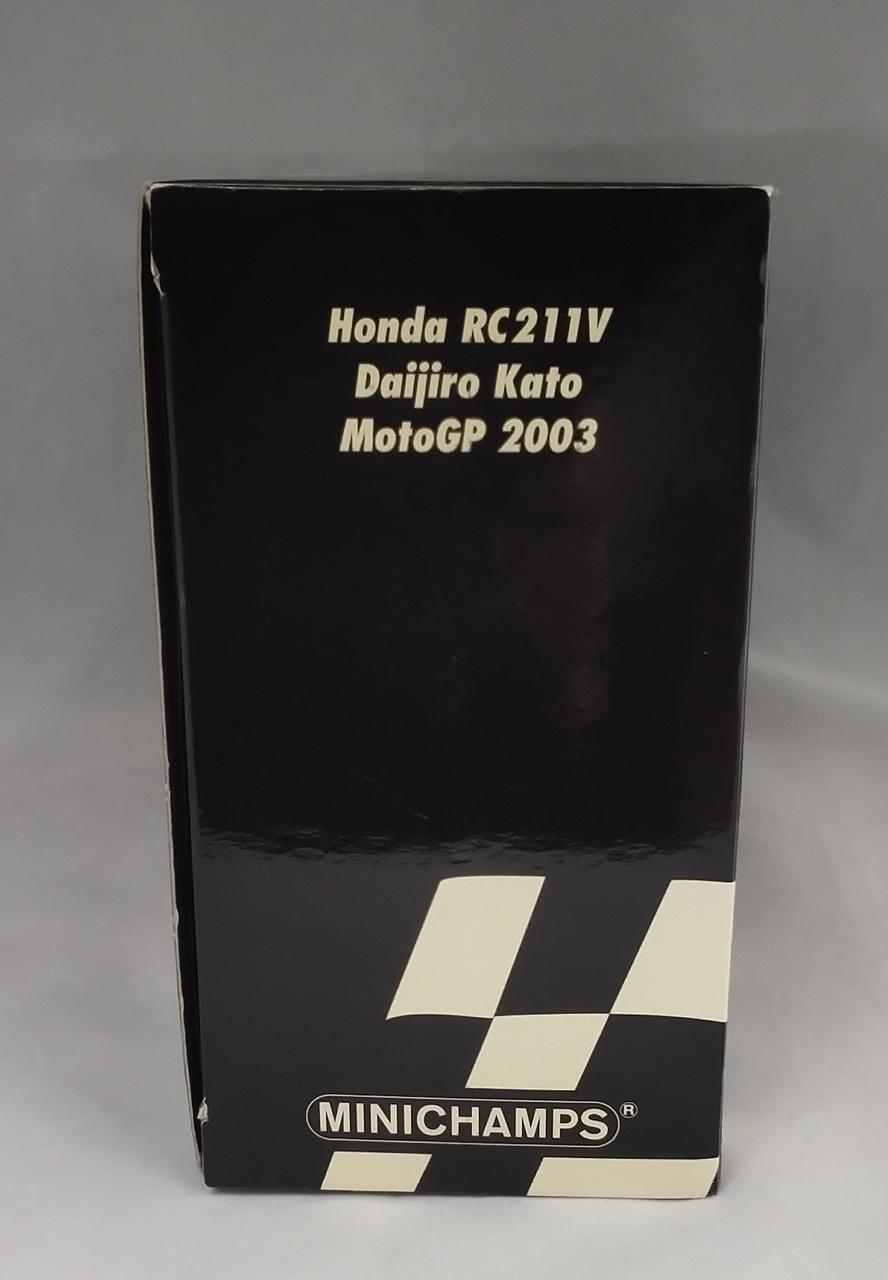 Honda RC211V
Daijiro Kato
MotoGP 2003
MINICHAMPS®